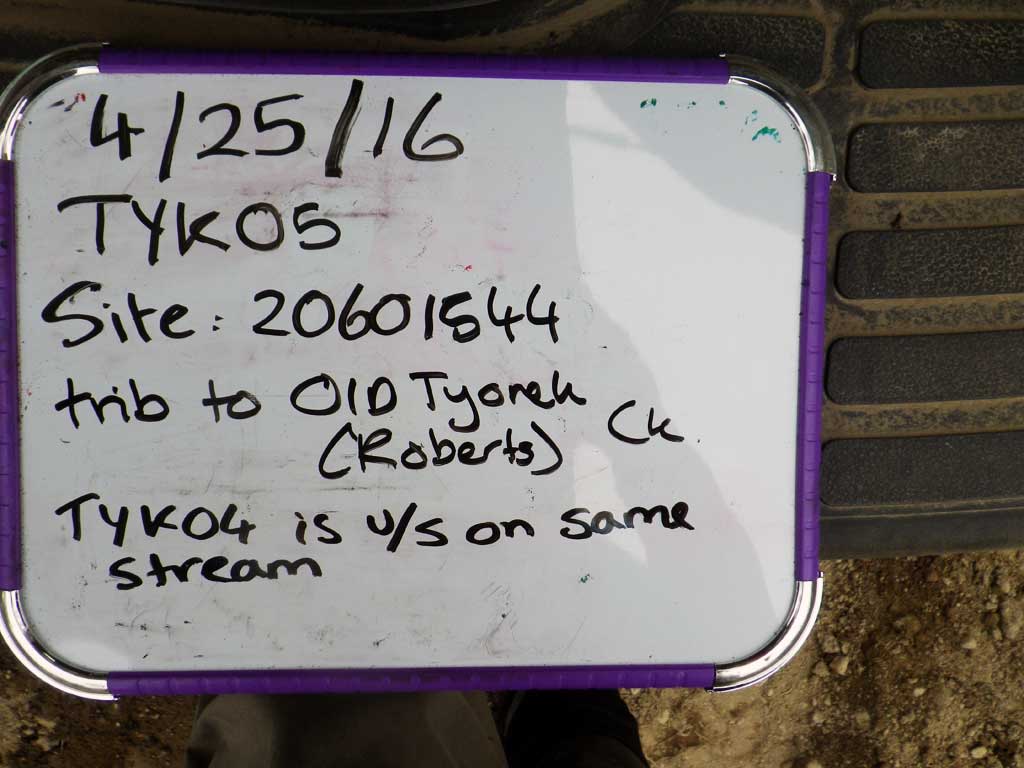 4/25/16
TYK05
Site: 20601544
trib to OlD Tyonek Ck.
(Roberts)
TYK04 is u/s on same
stream